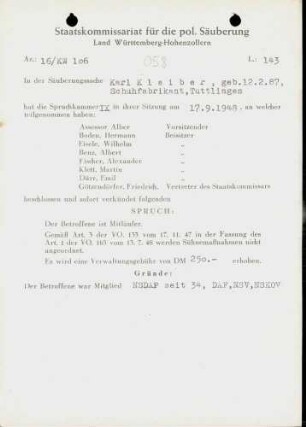 Staatskommissariat für die pol. Säuberung
Land Württemberg-Hohenzollern
Az.: 16/KW 106 058 L.: 143
In der Säuberungssache Karl Kleiber, geb.12.2.87,
Schuhfabrikant, Tuttlingen
hat die Spruchkammer IX in ihrer Sitzung am 17.9.1948, an welcher
teilgenommen haben:
Assessor Alber Vorsitzender
Boden, Hermann Beisitzer
Eisele, Wilhelm „
Benz, Albert „
Fischer, Alexander „
Klett, Martin „
Dürr, Emil „
Götzendörfer, Friedrich, Vertreter des Staatskommissars
beschlossen und sofort verkündet folgenden
SPRUCH:
Der Betroffene ist Mitläufer.
Gemäß Art. 3 der VO. 133 vom 17. 11. 47 in der Fassung des
Art. 1 der VO. 165 vom 13. 7. 48 werden Sühnemaßnahmen nicht
angeordnet.
Es wird eine Verwaltungsgebühr von DM 250.- erhoben.
Gründe:
Der Betroffene war Mitglied NSDAP seit 34, DAF, NSV, NSKOV